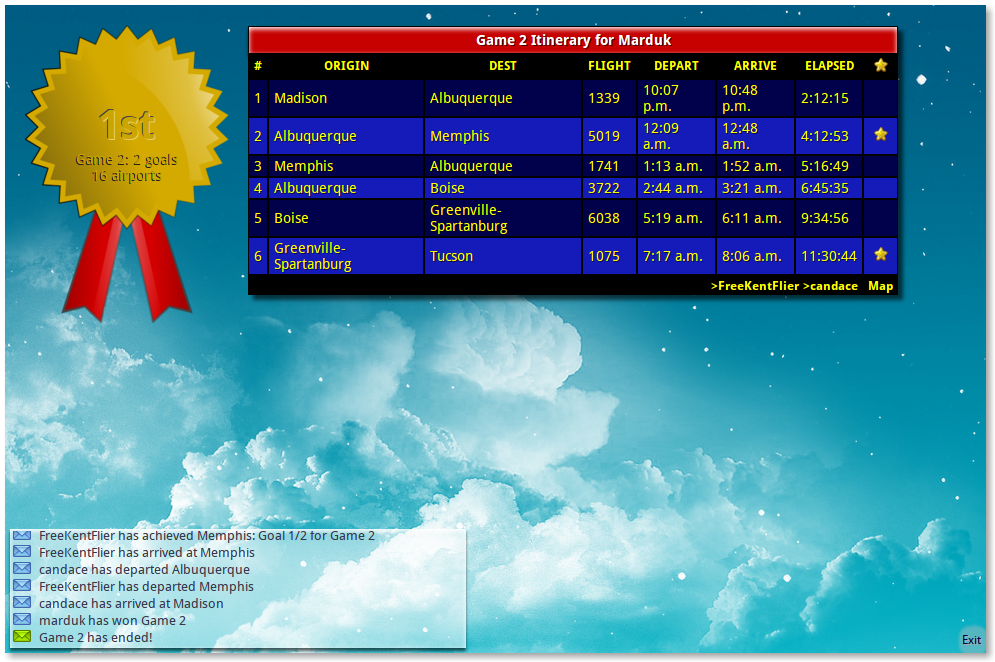 1st
Game 2: 2 goals
16 airports
Game 2 Itinerary for Marduk
# ORIGIN DEST FLIGHT DEPART ARRIVE ELAPSED
1 Madison Albuquerque 1339 10:07 p.m. 10:48 p.m. 2:12:15
2 Albuquerque Memphis 5019 12:09 a.m. 12:48 a.m. 4:12:53
3 Memphis Albuquerque 1741 1:13 a.m. 1:52 a.m. 5:16:49
4 Albuquerque Boise 3722 2:44 a.m. 3:21 a.m. 6:45:35
5 Boise Greenville-Spartanburg 6038 5:19 a.m. 6:11 a.m. 9:34:56
6 Greenville-Spartanburg Tucson 1075 7:17 a.m. 8:06 a.m. 11:30:44
>FreeKentFlier >candace Map
FreeKentFlier has achieved Memphis: Goal 1/2 for Game 2
FreeKentFlier has arrived at Memphis
candace has departed Albuquerque
FreeKentFlier has departed Memphis
candace has arrived at Madison
marduk has won Game 2
Game 2 has ended!
Exit